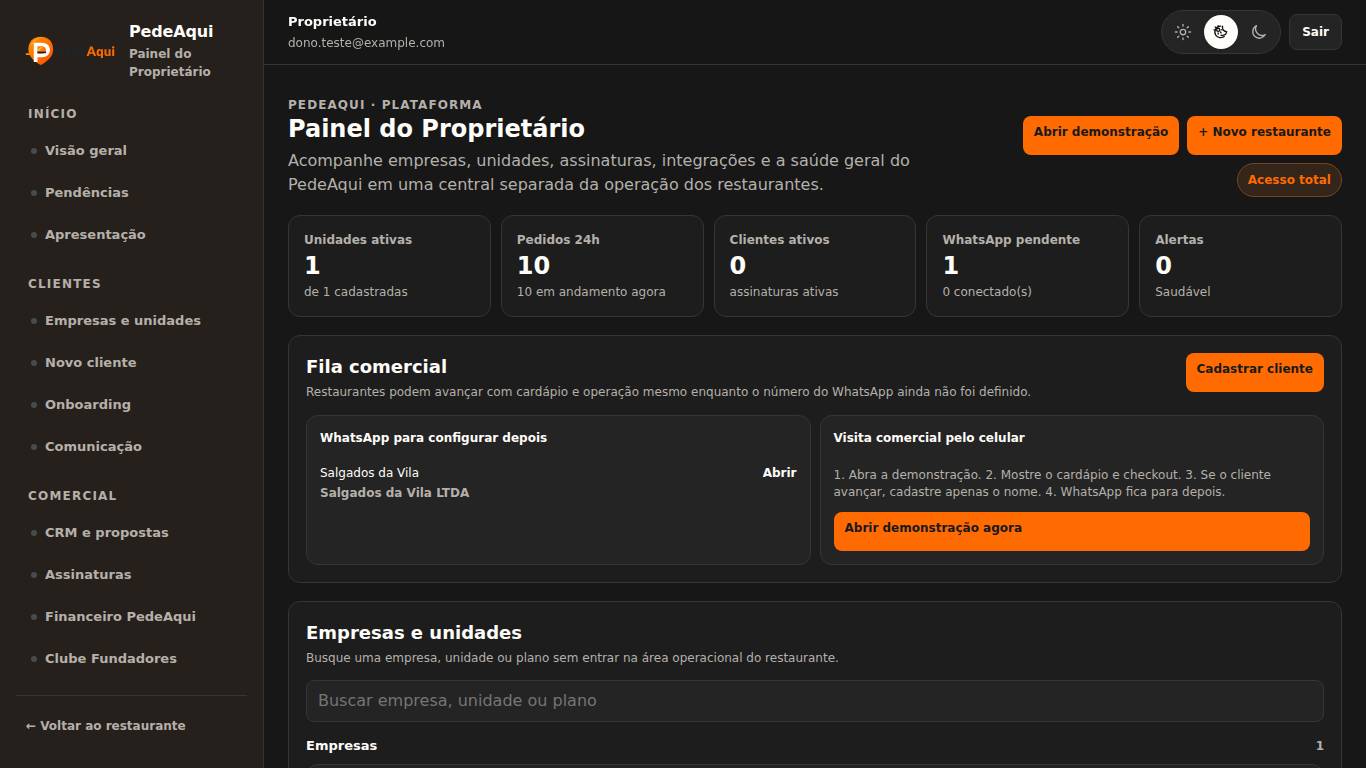 Aqui
PedeAqui
Painel do
Proprietário
INÍCIO
Visão geral
Pendências
Apresentação
CLIENTES
Empresas e unidades
Novo cliente
Onboarding
Comunicação
COMERCIAL
CRM e propostas
Assinaturas
Financeiro PedeAqui
Clube Fundadores
← Voltar ao restaurante
Proprietário
dono.teste@example.com
Sair
PEDEAQUI · PLATAFORMA
Painel do Proprietário
Acompanhe empresas, unidades, assinaturas, integrações e a saúde geral do
PedeAqui em uma central separada da operação dos restaurantes.
Abrir demonstração
+ Novo restaurante
Acesso total
Unidades ativas
1
de 1 cadastradas
Pedidos 24h
10
10 em andamento agora
Clientes ativos
0
assinaturas ativas
WhatsApp pendente
1
0 conectado(s)
Alertas
0
Saudável
Fila comercial
Restaurantes podem avançar com cardápio e operação mesmo enquanto o número do WhatsApp ainda não foi definido.
Cadastrar cliente
WhatsApp para configurar depois
Salgados da Vila
Abrir
Salgados da Vila LTDA
Visita comercial pelo celular
1. Abra a demonstração. 2. Mostre o cardápio e checkout. 3. Se o cliente
avançar, cadastre apenas o nome. 4. WhatsApp fica para depois.
Abrir demonstração agora
Empresas e unidades
Busque uma empresa, unidade ou plano sem entrar na área operacional do restaurante.
Buscar empresa, unidade ou plano
Empresas
1